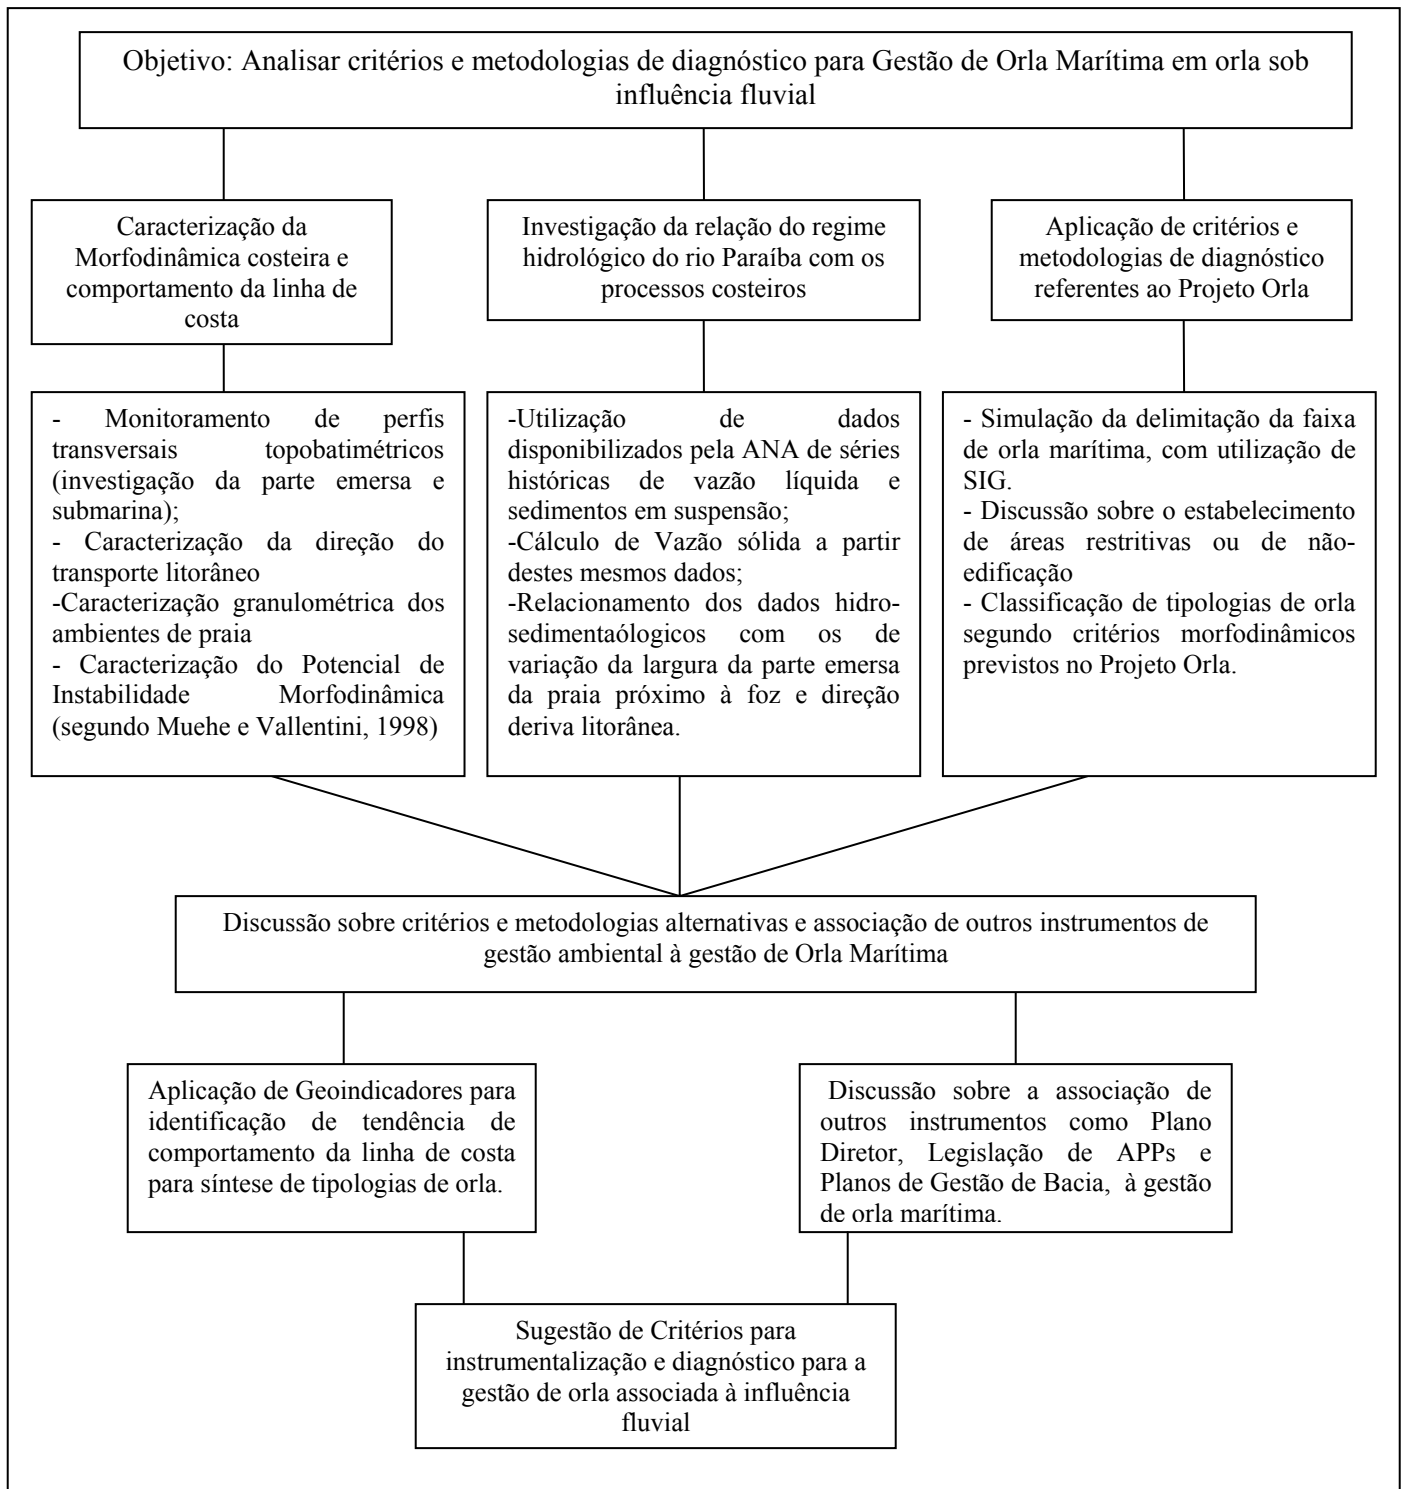 Objetivo: Analisar critérios e metodologias de diagnóstico para Gestão de Orla Marítima em orla sob
influência fluvial
Caracterização da
Morfodinâmica costeira e
comportamento da linha de
costa
Investigação da relação do regime
hidrológico do rio Paraíba com os
processos costeiros
Aplicação de critérios e
metodologias de diagnóstico
referentes ao Projeto Orla
- Monitoramento de perfis
transversais topobatimétricos
(investigação da parte emersa e
submarina);
- Caracterização da direção do
transporte litorâneo
-Caracterização granulométrica dos
ambientes de praia
- Caracterização do Potencial de
Instabilidade Morfodinâmica
(segundo Muehe e Vallentini, 1998)
-Utilização de dados
disponibilizados pela ANA de séries
históricas de vazão líquida e
sedimentos em suspensão;
-Cálculo de Vazão sólida a partir
destes mesmos dados;
-Relacionamento dos dados hidro-
sedimentaólogicos com os de
variação da largura da parte emersa
da praia próximo à foz e direção
deriva litorânea.
- Simulação da delimitação da faixa
de orla marítima, com utilização de
SIG.
- Discussão sobre o estabelecimento
de áreas restritivas ou de não-
edificação
- Classificação de tipologias de orla
segundo critérios morfodinâmicos
previstos no Projeto Orla.
Discussão sobre critérios e metodologias alternativas e associação de outros instrumentos de
gestão ambiental à gestão de Orla Marítima
Aplicação de Geoindicadores para
identificação de tendência de
comportamento da linha de costa
para síntese de tipologias de orla.
Discussão sobre a associação de
outros instrumentos como Plano
Diretor, Legislação de APPs e
Planos de Gestão de Bacia, à gestão
de orla marítima.
Sugestão de Critérios para
instrumentalização e diagnóstico para a
gestão de orla associada à influência
fluvial